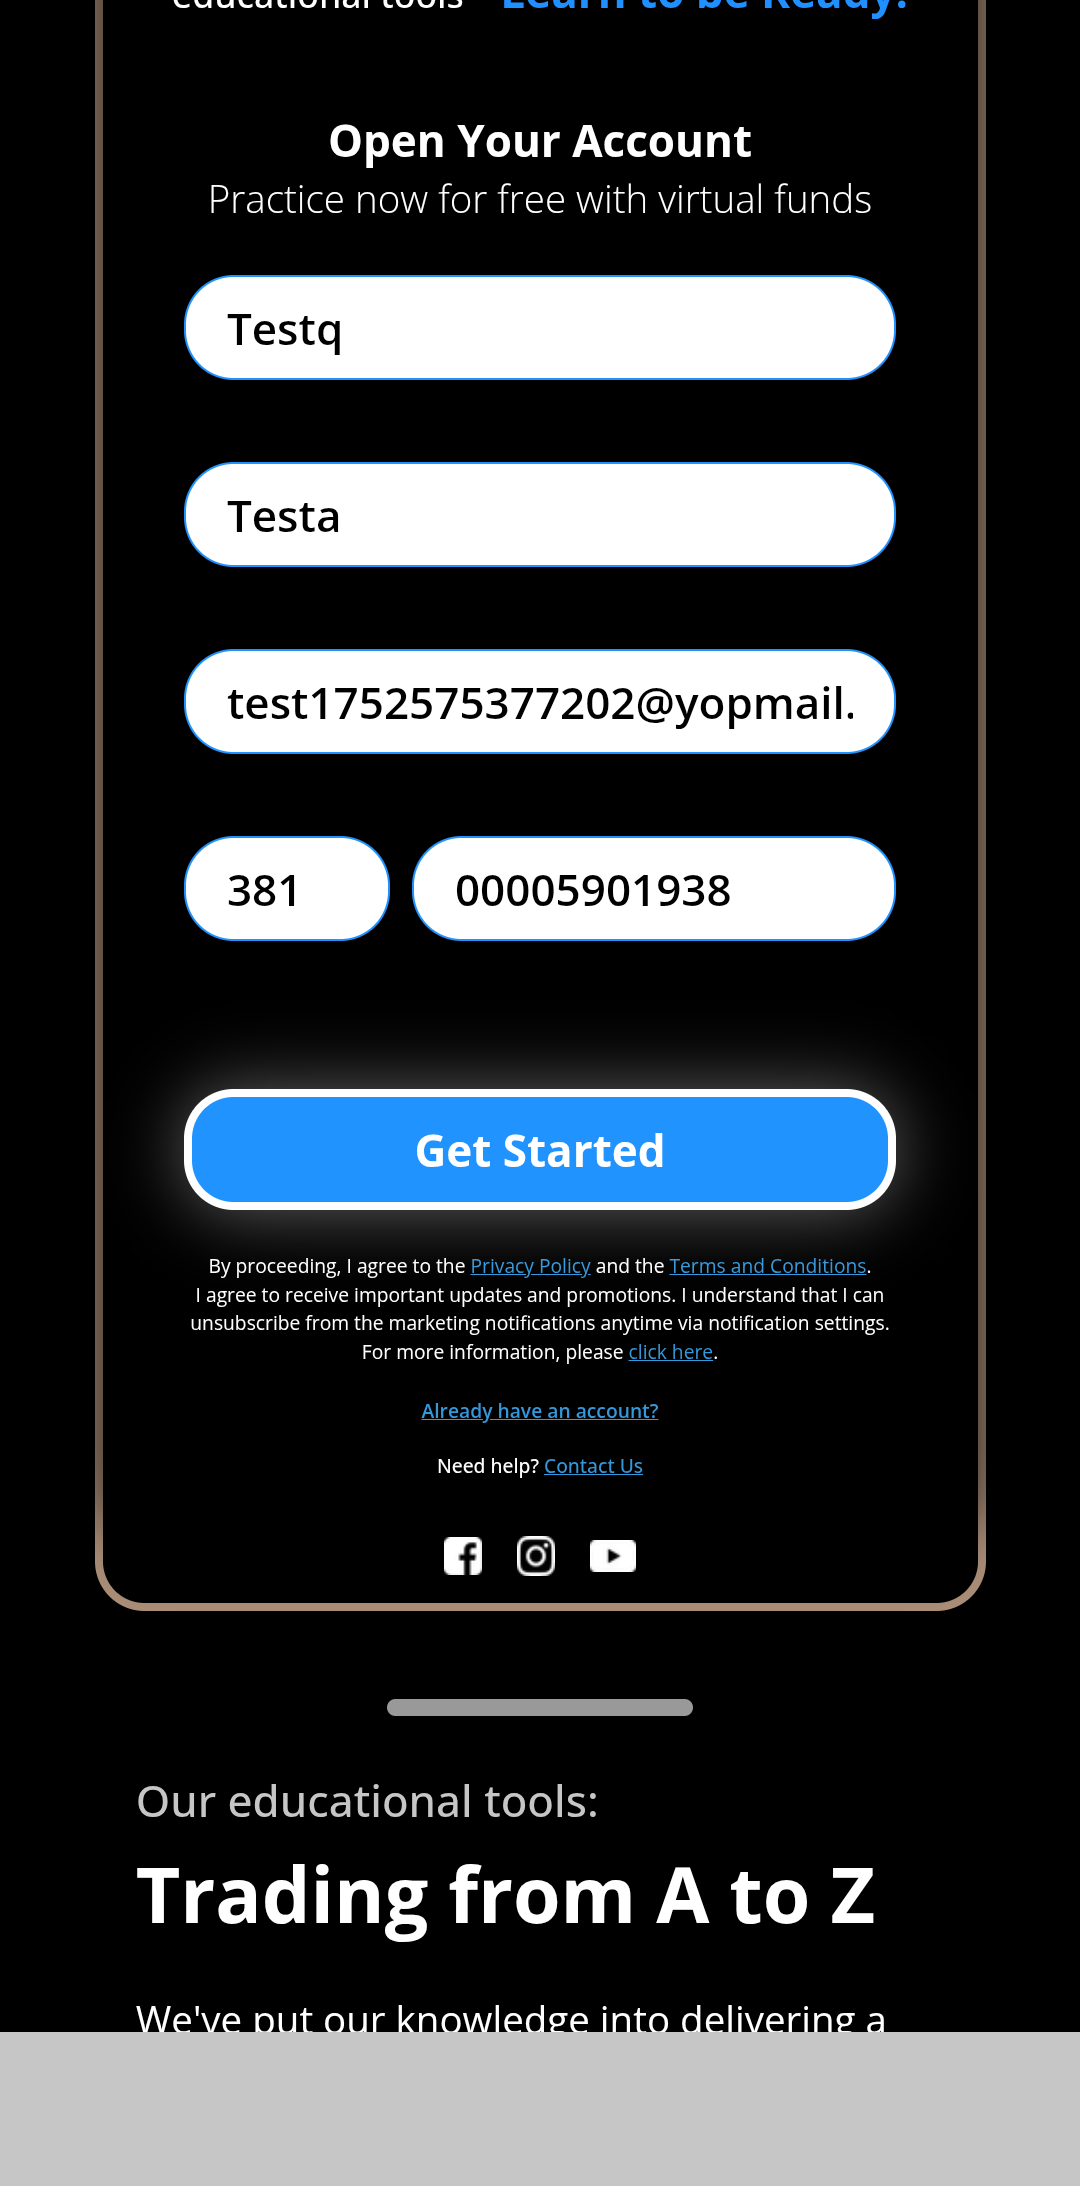 educational tools Learn to be Ready!
Open Your Account
Practice now for free with virtual funds
Testq
Testa
test1752575377202@yopmail.
381 00005901938
Get Started
By proceeding, I agree to the Privacy Policy and the Terms and Conditions.
I agree to receive important updates and promotions. I understand that I can
unsubscribe from the marketing notifications anytime via notification settings.
For more information, please click here.
Already have an account?
Need help? Contact Us
Our educational tools:
Trading from A to Z
We've put our knowledge into delivering a